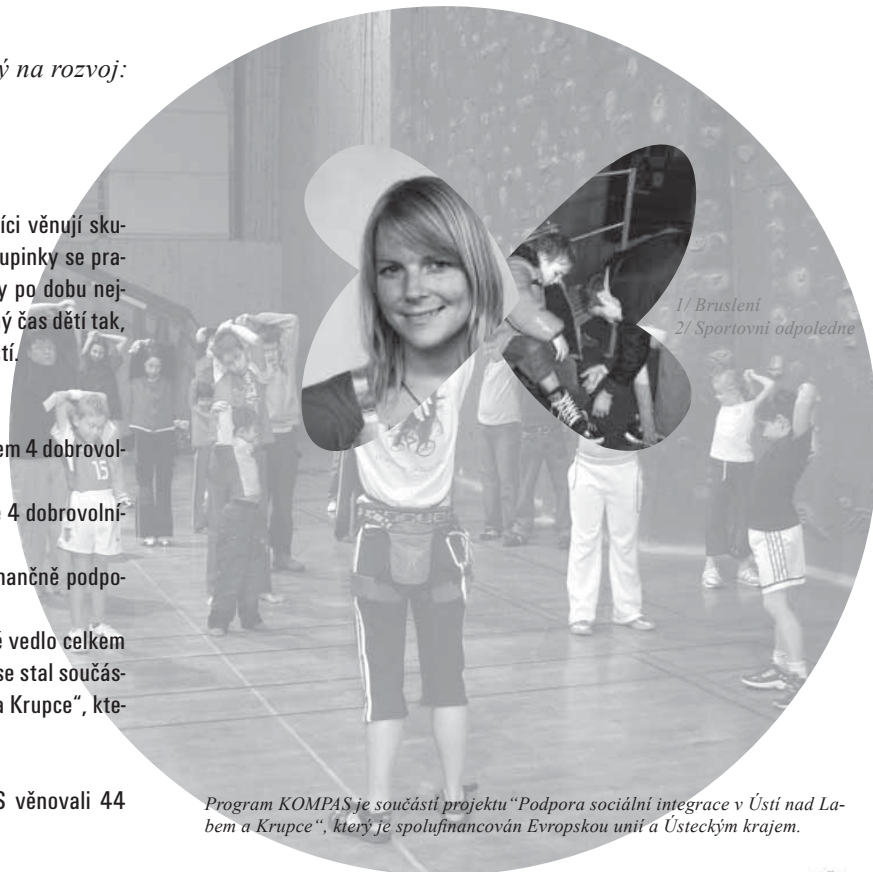 ý na rozvoj:
íci věnují sku-
upinky se pra-
y po dobu nej-
ý čas dětí tak,
tí.
1/ Bruslení
2/ Sportovní odpoledne
em 4 dobrovol-
15
e 4 dobrovolní-
nančně podpo-
é vedlo celkem
se stal součás-
a Krupce“, kte-
S věnovali 44
Program KOMPAS je součástí projektu“Podpora sociální integrace v Ústí nad La-
bem a Krupce“, který je spolufinancován Evropskou unií a Ústeckým krajem.